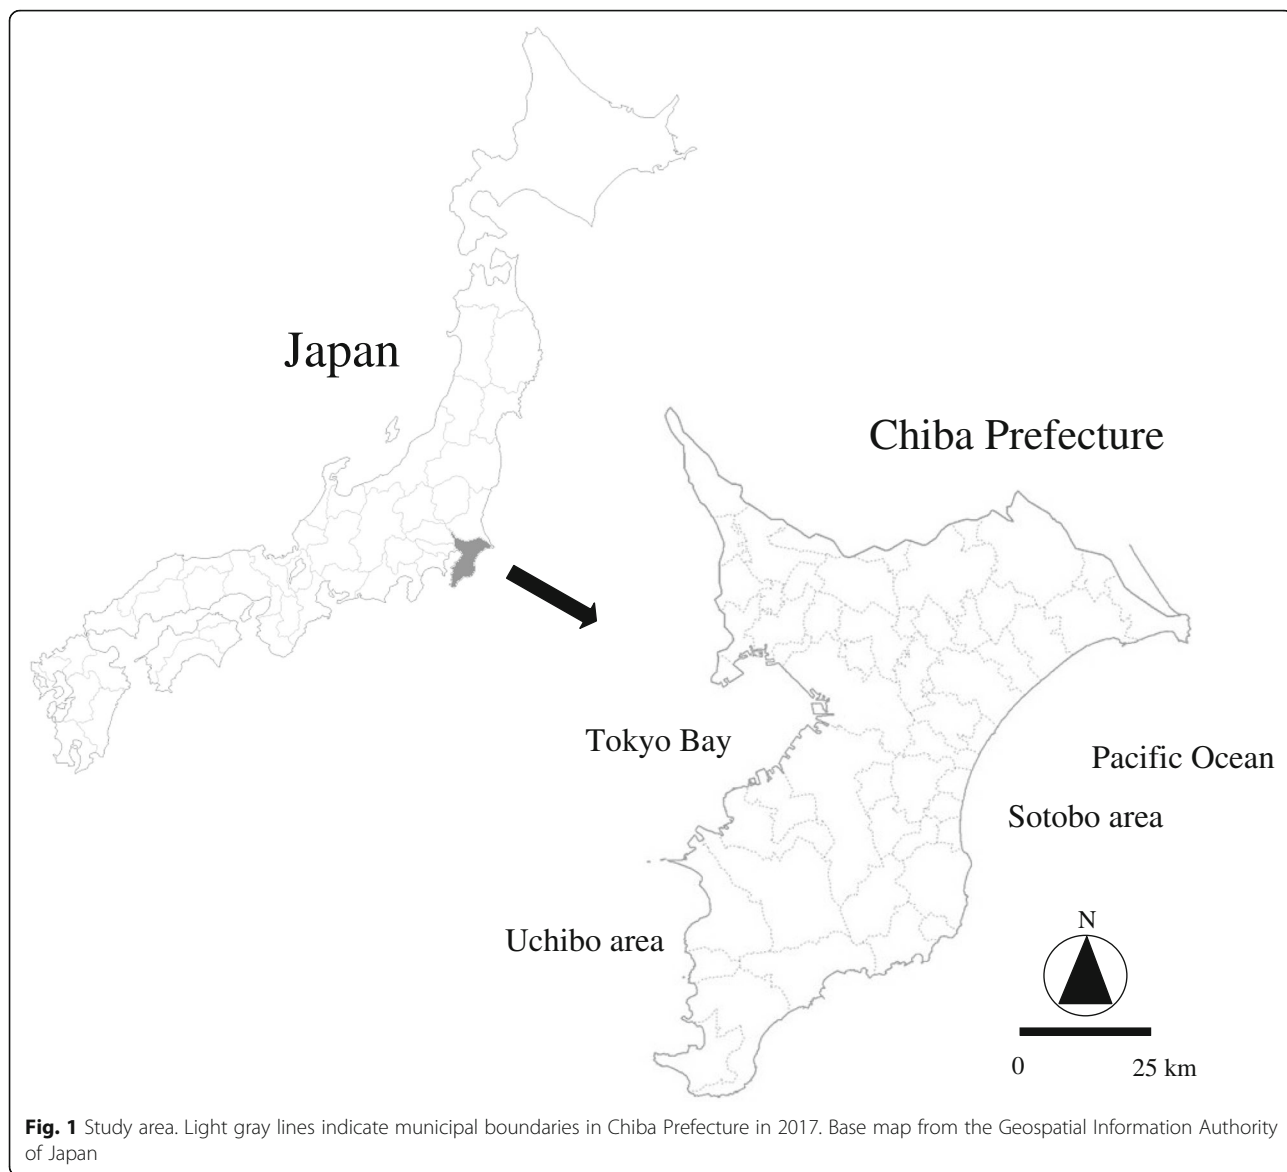 Japan
Chiba Prefecture
Tokyo Bay
Pacific Ocean
Sotobo area
Uchibo area
N
0 25 km
Fig. 1 Study area. Light gray lines indicate municipal boundaries in Chiba Prefecture in 2017. Base map from the Geospatial Information Authority
of Japan